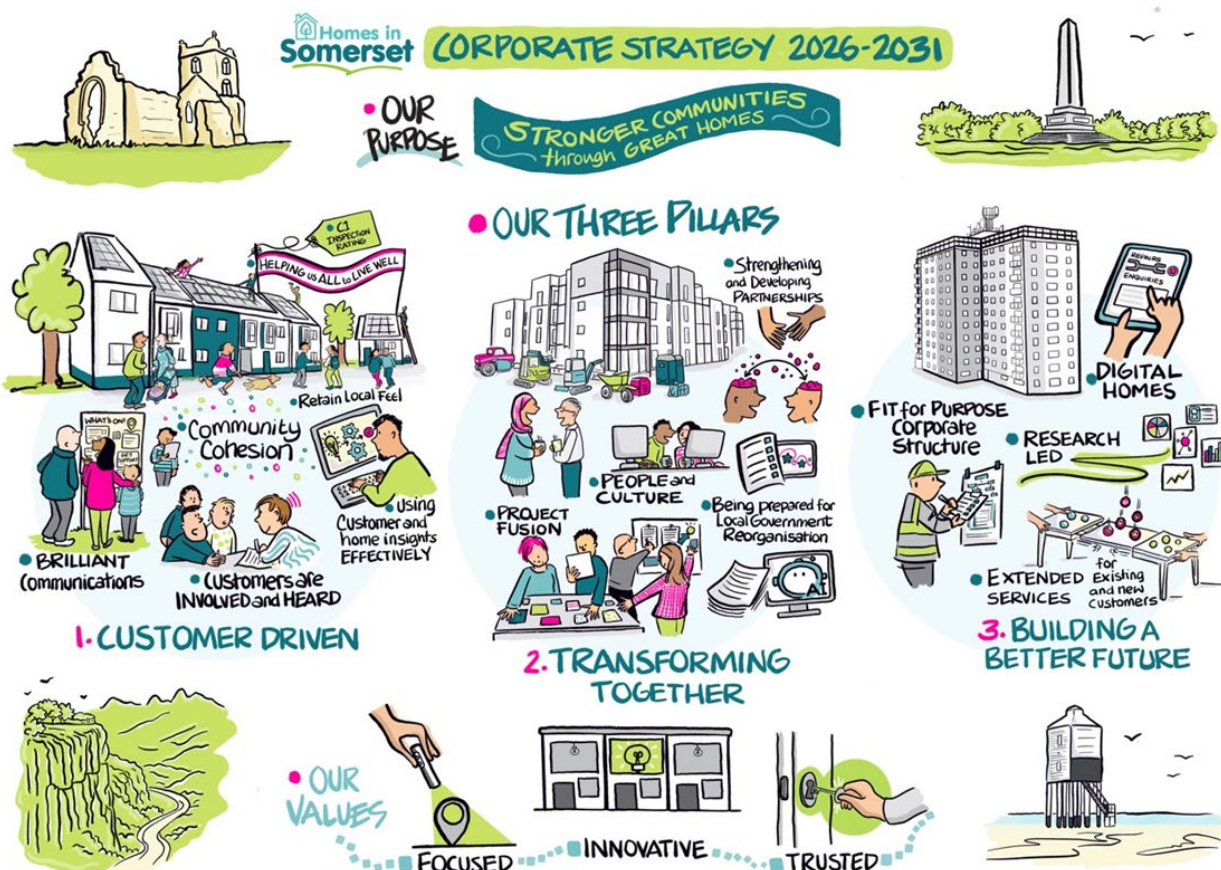 Homes in
Somerset
CORPORATE STRATEGY 2026-2031
• OUR
PURPOSE
STRONGER COMMUNITIES
through GREAT HOMES
• OUR THREE PILLARS
• C1
INSPECTION
RATING
• HELPING us ALL to LIVE WELL
• Retain Local Feel
WHAT'S ON!
GET
SUPPORT
• Community
Cohesion
• Using
Customer and
home insights
EFFECTIVELY
• BRILLIANT
Communications
• Customers are
INVOLVED and HEARD
1. CUSTOMER DRIVEN
• Strengthening
and Developing
PARTNERSHIPS
• PEOPLE and
CULTURE
• PROJECT
FUSION
• Being prepared for
Local Government
Reorganisation
AI
2. TRANSFORMING
TOGETHER
REPAIRS
ENQUIRIES
• DIGITAL
HOMES
• FIT for PURPOSE
Corporate
Structure
• RESEARCH
LED
• EXTENDED
SERVICES
for
Existing
and new
Customers
3. BUILDING A
BETTER FUTURE
• OUR
VALUES
FOCUSED
INNOVATIVE
TRUSTED